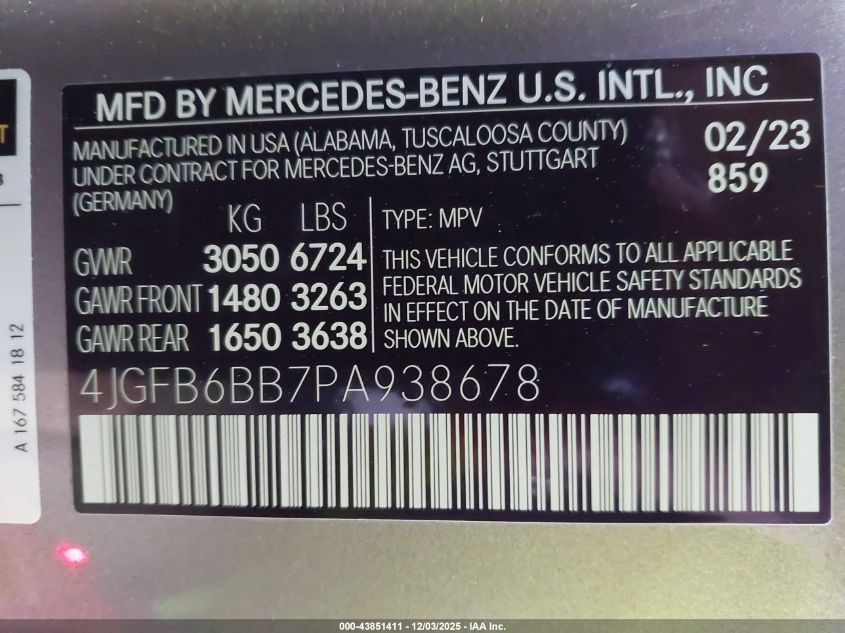 MFD BY MERCEDES-BENZ U.S. INTL., INC
MANUFACTURED IN USA (ALABAMA, TUSCALOOSA COUNTY)
UNDER CONTRACT FOR MERCEDES-BENZ AG, STUTTGART
(GERMANY)
02/23
859
KG LBS
GVWR 3050 6724
GAWR FRONT 1480 3263
GAWR REAR 1650 3638
TYPE: MPV
THIS VEHICLE CONFORMS TO ALL APPLICABLE
FEDERAL MOTOR VEHICLE SAFETY STANDARDS
IN EFFECT ON THE DATE OF MANUFACTURE
SHOWN ABOVE.
4JGFB6BB7PA938678
A 167 584 18 12
000-43851411 - 12/03/2025 - IAA Inc.